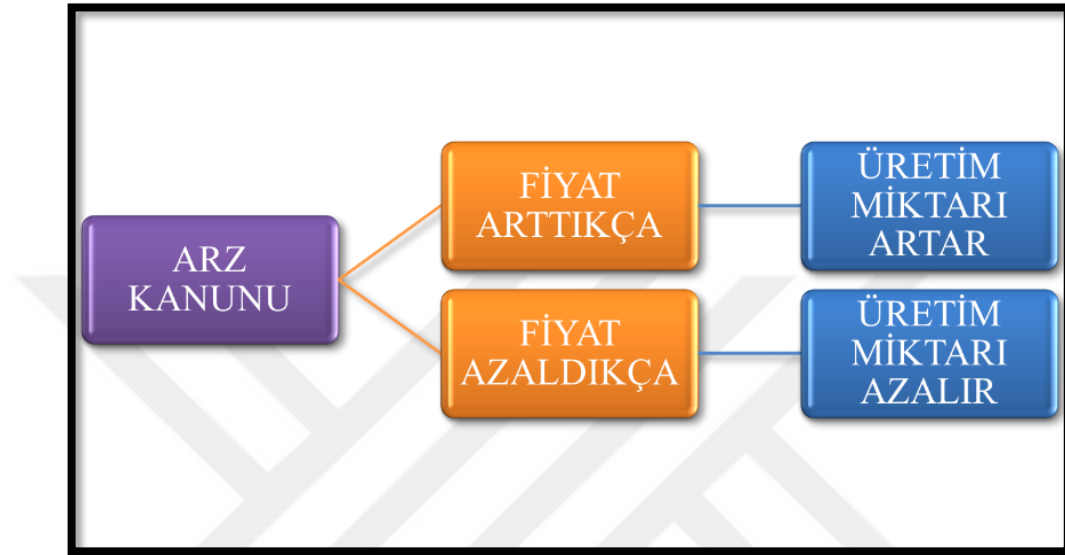 ARZ
KANUNU
FİYAT
ARTTIKÇA
ÜRETİM
MİKTARI
ARTAR
FİYAT
AZALDIKÇA
ÜRETİM
MİKTARI
AZALIR